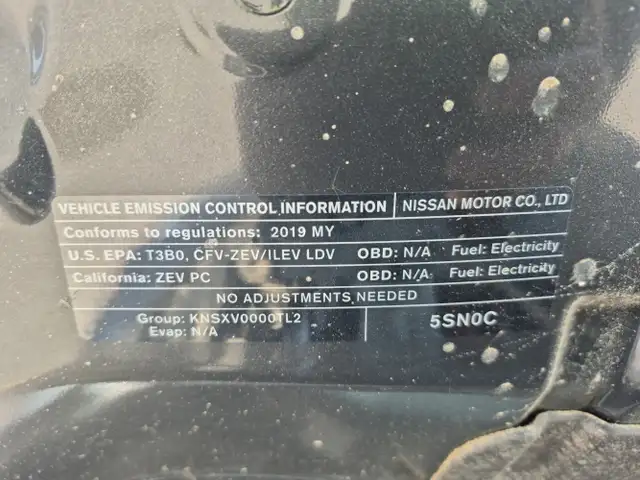 VEHICLE EMISSION CONTROL INFORMATION NISSAN MOTOR CO., LTD
Conforms to regulations: 2019 MY
U.S. EPA: T3B0, CFV-ZEV/ILEV LDV OBD: N/A Fuel: Electricity
California: ZEV PC OBD: N/A Fuel: Electricity
NO ADJUSTMENTS NEEDED
Group: KNSXV0000TL2 5SN0C
Evap: N/A